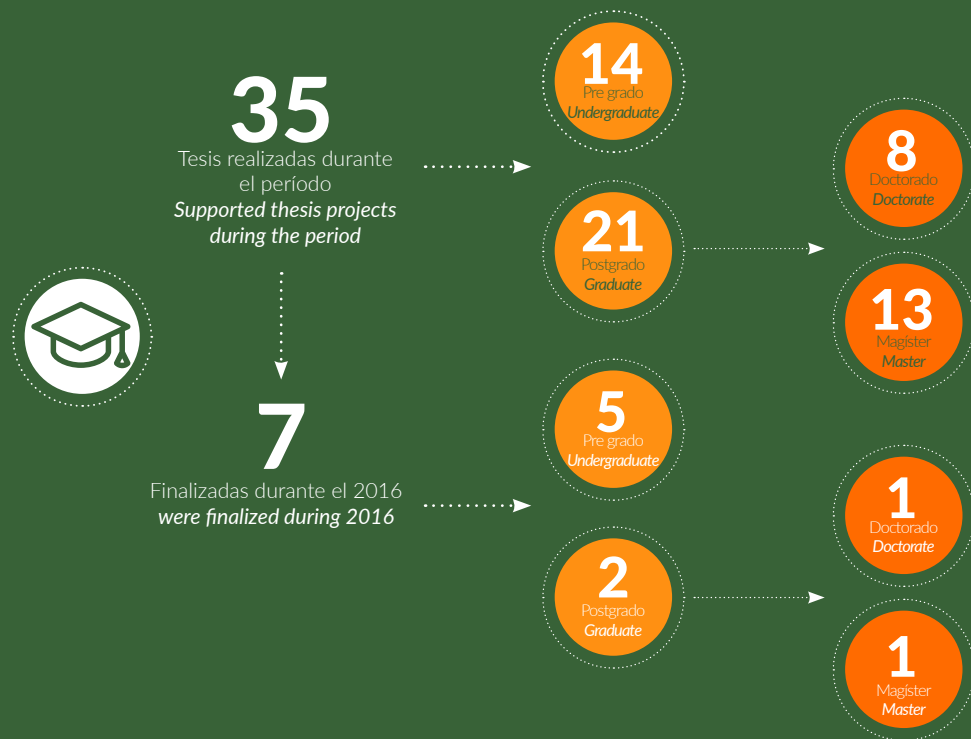 35
Tesis realizadas durante
el período
Supported thesis projects
during the period
14
Pre grado
Undergraduate
21
Postgrado
Graduate
8
Doctorado
Doctorate
13
Magíster
Master
7
Finalizadas durante el 2016
were finalized during 2016
5
Pre grado
Undergraduate
2
Postgrado
Graduate
1
Doctorado
Doctorate
1
Magíster
Master